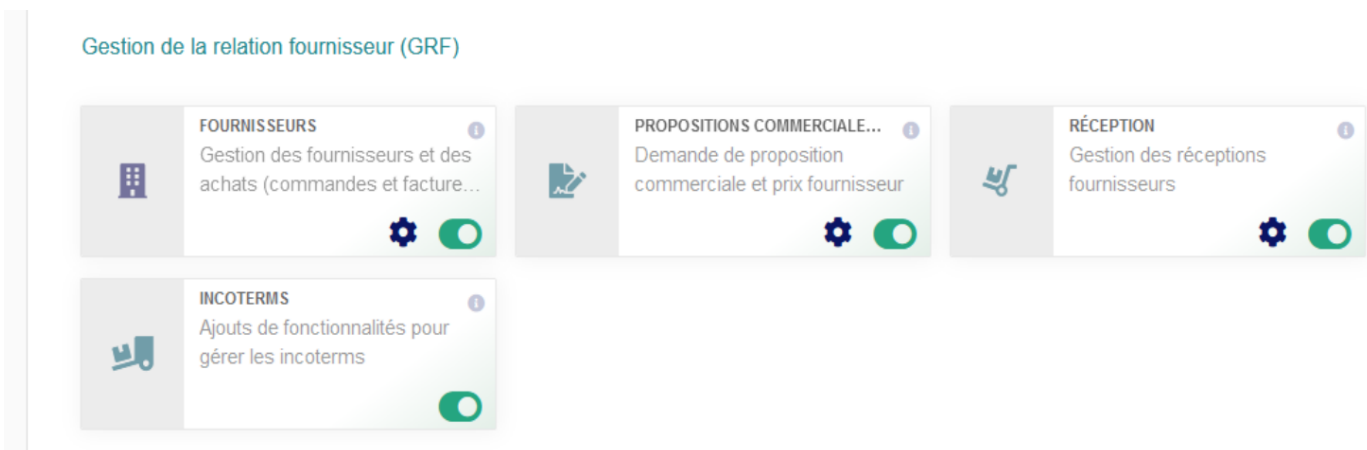 Gestion de la relation fournisseur (GRF)
FOURNISSEURS
Gestion des fournisseurs et des
achats (commandes et facture...
PROPOSITIONS COMMERCIALE...
Demande de proposition
commerciale et prix fournisseur
RÉCEPTION
Gestion des réceptions
fournisseurs
INCOTERMS
Ajouts de fonctionnalités pour
gérer les incoterms